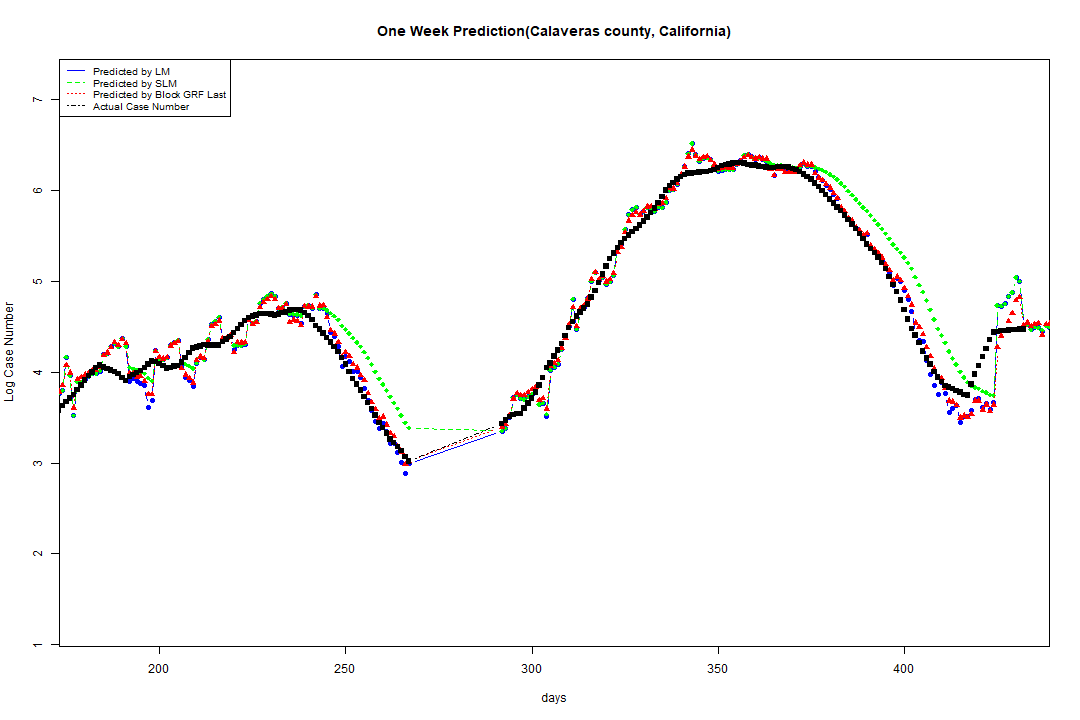 One Week Prediction(Calaveras county, California)
Predicted by LM
Predicted by SLM
Predicted by Block GRF Last
Actual Case Number
Log Case Number
7
6
5
4
3
2
1
200 250 300 350 400
days